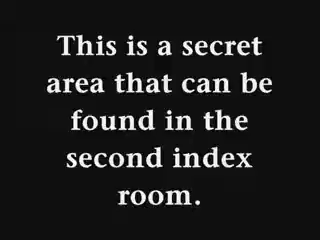 This is a secret
area that can be
found in the
second index
room.